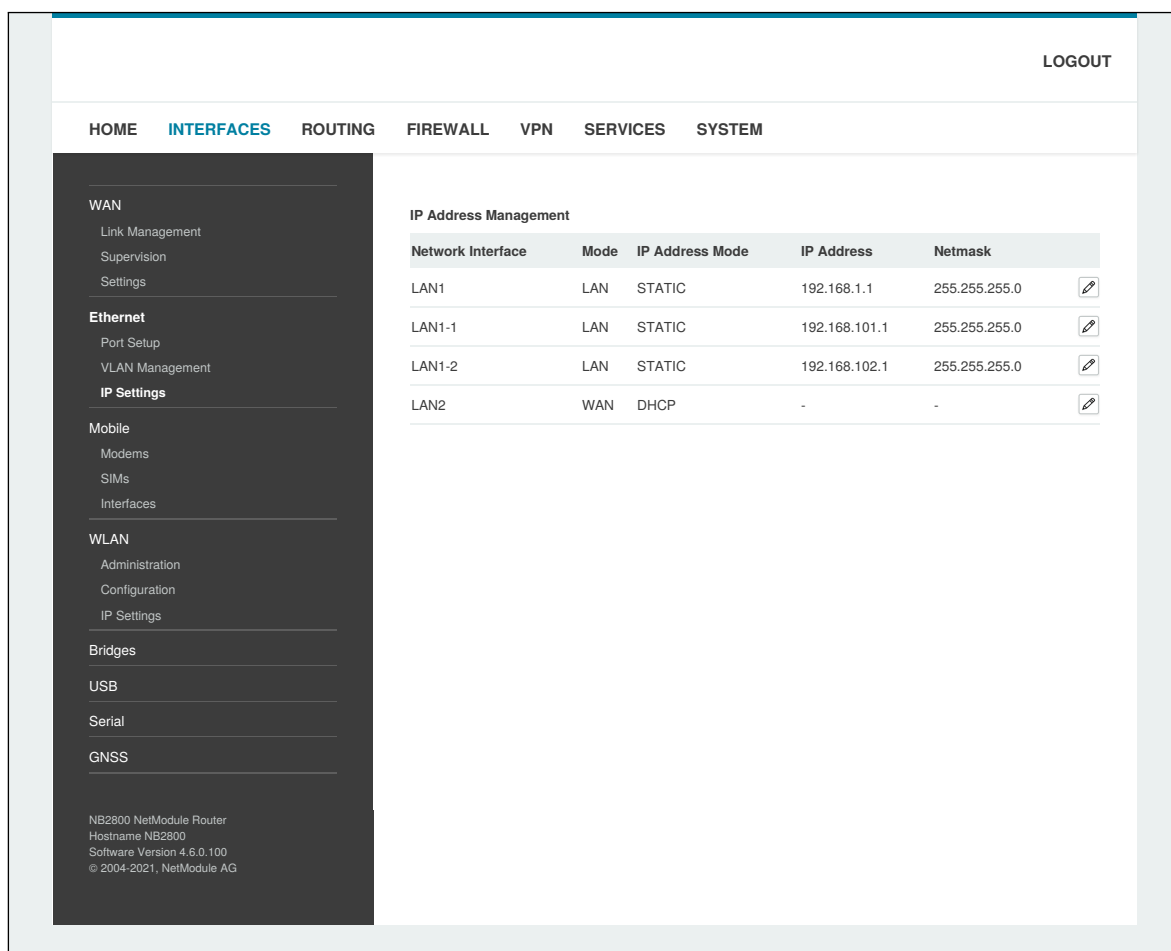 LOGOUT
HOME INTERFACES ROUTING FIREWALL VPN SERVICES SYSTEM
WAN
Link Management
Supervision
Settings
Ethernet
Port Setup
VLAN Management
IP Settings
Mobile
Modems
SIMs
Interfaces
WLAN
Administration
Configuration
IP Settings
Bridges
USB
Serial
GNSS
NB2800 NetModule Router
Hostname NB2800
Software Version 4.6.0.100
© 2004-2021, NetModule AG
IP Address Management
Network Interface Mode IP Address Mode IP Address Netmask
LAN1 LAN STATIC 192.168.1.1 255.255.255.0
LAN1-1 LAN STATIC 192.168.101.1 255.255.255.0
LAN1-2 LAN STATIC 192.168.102.1 255.255.255.0
LAN2 WAN DHCP - -